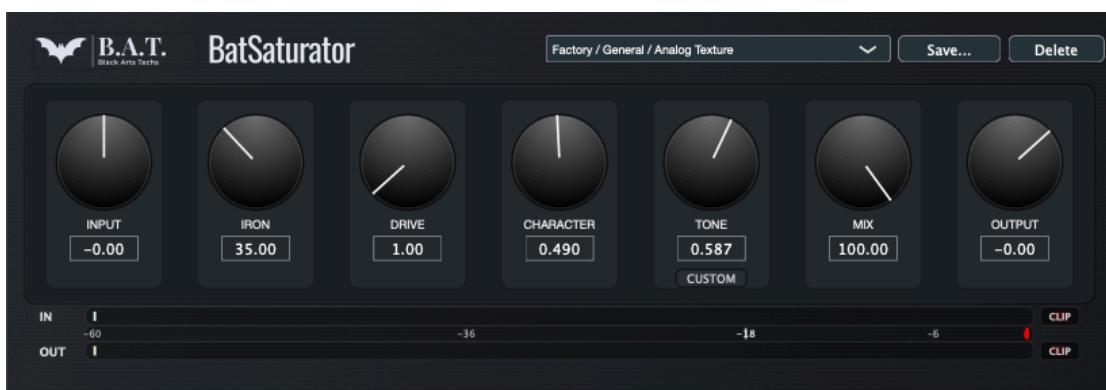 B.A.T.
Black Arts Techs
BatSaturator
Factory / General / Analog Texture
Save...
Delete
INPUT
-0.00
IRON
35.00
DRIVE
1.00
CHARACTER
0.490
TONE
0.587
CUSTOM
MIX
100.00
OUTPUT
-0.00
IN
CLIP
-60 -36 -18 -6
OUT
CLIP